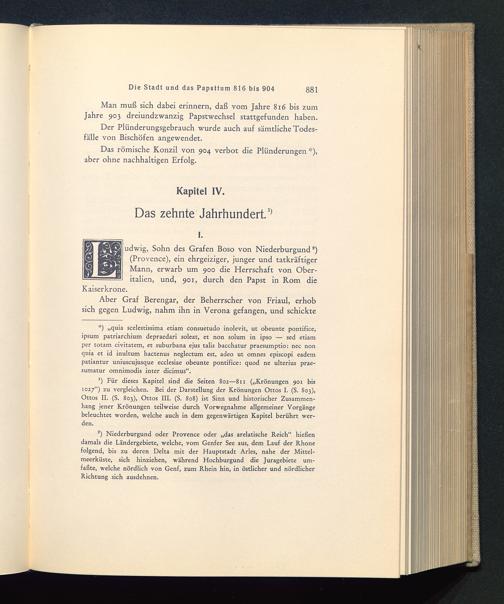 Die Stadt und das Papsttum 816 bis 904 881
Man muß sich dabei erinnern, daß vom Jahre 816 bis zum
Jahre 903 dreiundzwanzig Papstwechsel stattgefunden haben.
Der Plünderungsgebrauch wurde auch auf sämtliche Todes-
fälle von Bischöfen angewendet.
Das römische Konzil von 904 verbot die Plünderungen ⁰),
aber ohne nachhaltigen Erfolg.
Kapitel IV.
Das zehnte Jahrhundert.¹)
I.
Ludwig, Sohn des Grafen Boso von Niederburgund ²)
(Provence), ein ehrgeiziger, junger und tatkräftiger
Mann, erwarb um 900 die Herrschaft von Ober-
italien, und, 901, durch den Papst in Rom die
Kaiserkrone.
Aber Graf Berengar, der Beherrscher von Friaul, erhob
sich gegen Ludwig, nahm ihn in Verona gefangen, und schickte
⁰) „quia scelestissima etiam consuetudo inolevit, ut obeunte pontifice,
ipsum patriarchium depraedari solest, et non solum in ipso — sed etiam
per totam civitatem, et suburbana ejus talis bacchatur praesumptio: nec non
quia et id inultum hactenus neglectum est, adeo ut omnes episcopi eadem
patiantur uniuscujusque ecclesiae obeunte pontifice: quod ne ulterius prae-
sumatur omnimodis inter dicimus".
¹) Für dieses Kapitel sind die Seiten 802—811 („Krönungen 901 bis
1027") zu vergleichen. Bei der Darstellung der Krönungen Ottos I. (S. 803),
Ottos II. (S. 803), Ottos III. (S. 808) ist Sinn und historischer Zusammen-
hang jener Krönungen teilweise durch Vorwegnahme allgemeiner Vorgänge
beleuchtet worden, welche auch in dem gegenwärtigen Kapitel berührt wer-
den.
²) Niederburgund oder Provence oder „das arelatische Reich" hießen
damals die Ländergebiete, welche, vom Genfer See aus, dem Lauf der Rhone
folgend, bis zu deren Delta mit der Hauptstadt Arles, nahe der Mittel-
meerküste, sich hinziehen, während Hochburgund die Juragebiete um-
faßte, welche nördlich von Genf, zum Rhein hin, in östlicher und nördlicher
Richtung sich ausdehnen.